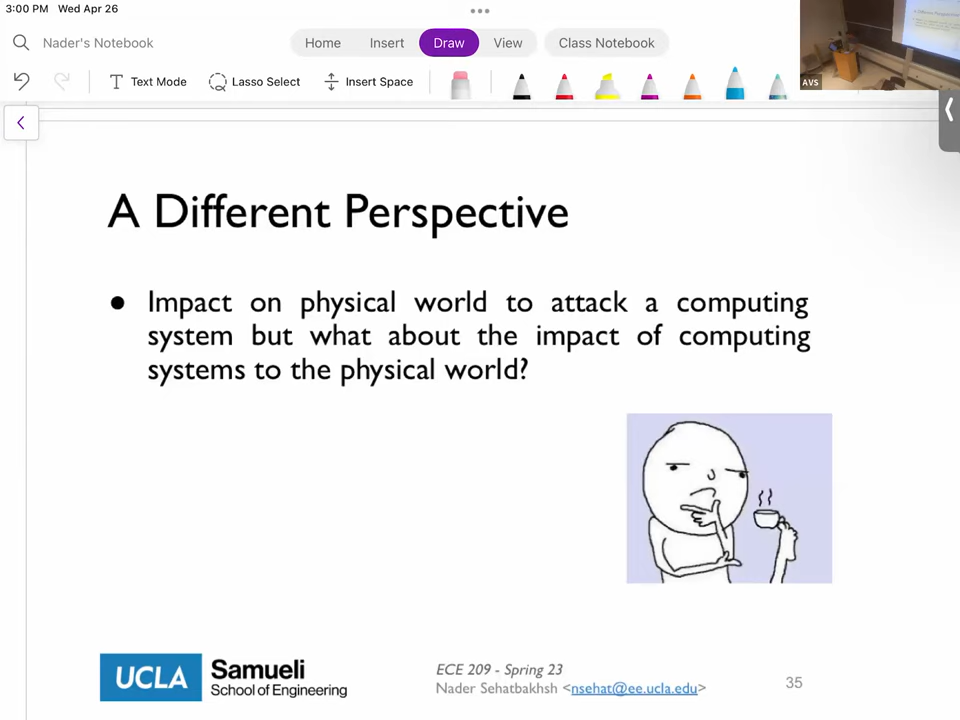 3:00 PM Wed Apr 26
Nader's Notebook
Home Insert Draw View Class Notebook
Text Mode Lasso Select Insert Space
AVS
A Different Perspective
● Impact on physical world to attack a computing
system but what about the impact of computing
systems to the physical world?
UCLA Samueli
School of Engineering
ECE 209 - Spring 23
Nader Sehatbakhsh <nsehat@ee.ucla.edu>
35